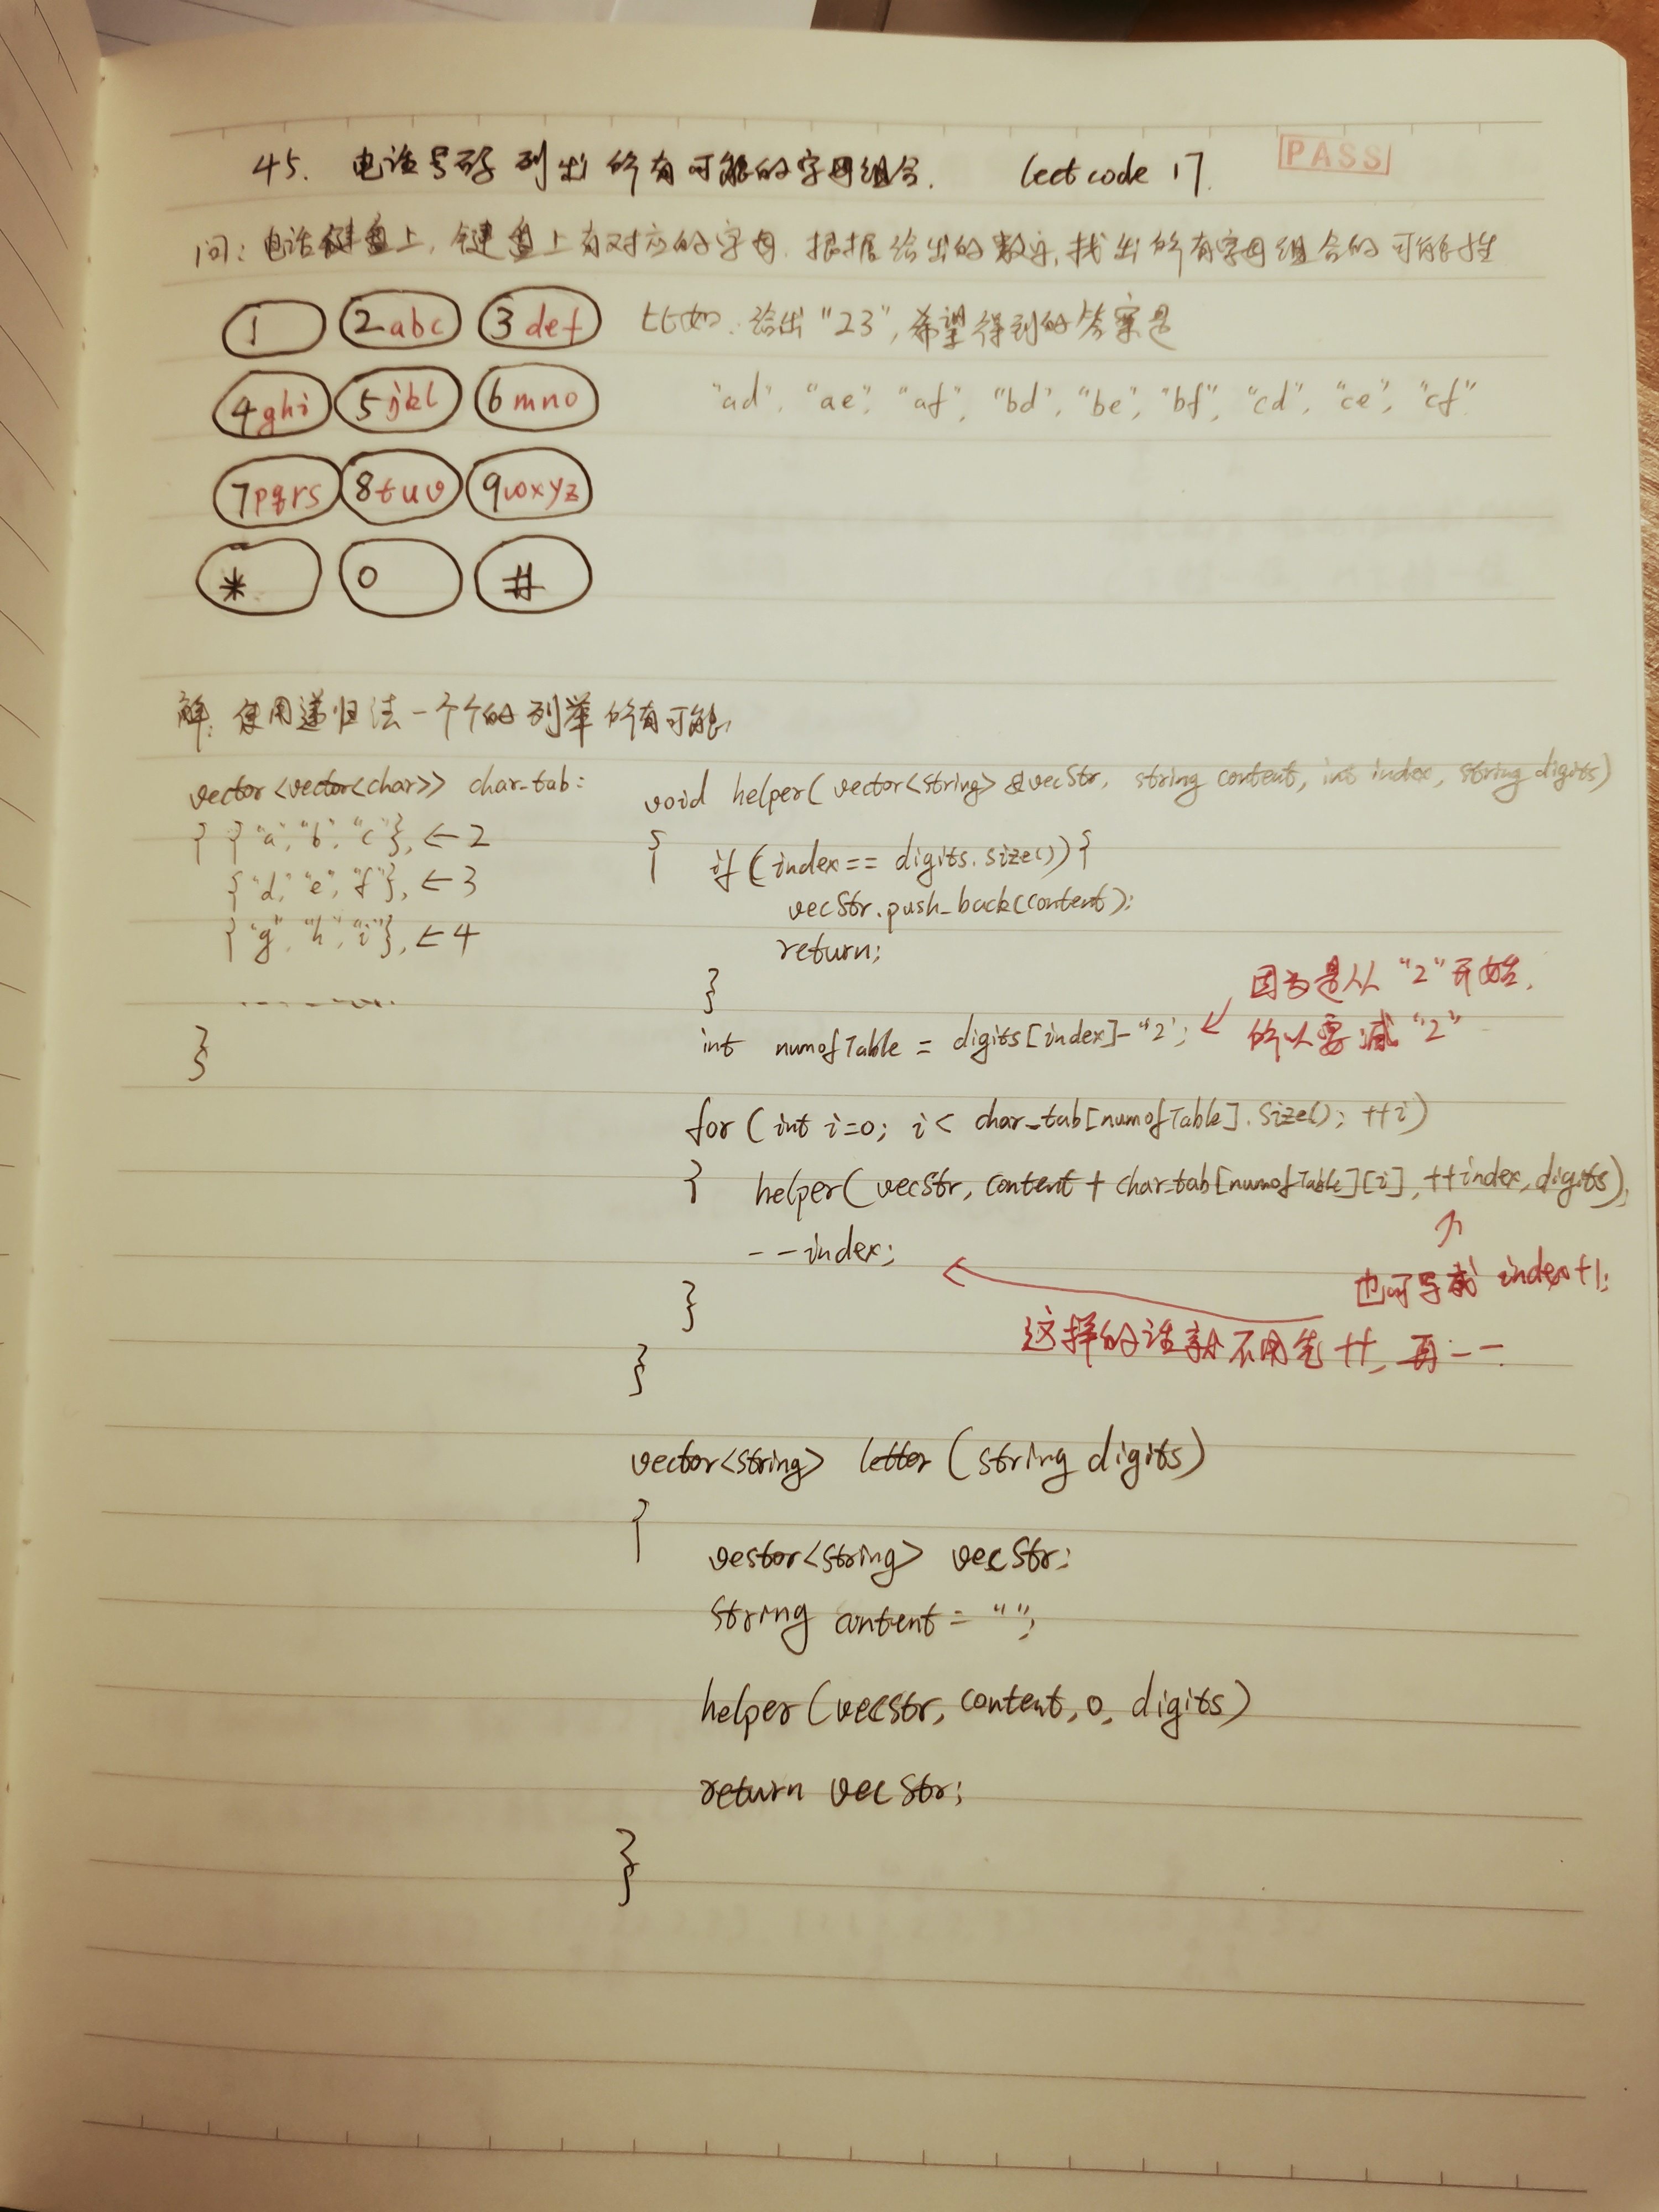 45. 电话号码 列出所有可能的字母组合. leetcode 17.
PASS
问: 电话键盘上, 键盘上有对应的字母. 根据给出的数字, 找出所有字母组合的可能性
1 2abc 3def 比如: 给出 "23", 希望得到的答案是
4ghi 5jkl 6mno "ad", "ae", "af", "bd", "be", "bf", "cd", "ce", "cf"
7pqrs 8tuv 9wxyz
* 0 #
解: 使用递归法一个个的列举所有可能.
vector<vector<char>> char_tab:
{ {"a", "b", "c"}, ←2
{"d", "e", "f"}, ←3
{"g", "h", "i"}, ←4
......
}
void helper(vector<string> &vecStr, string content, int index, string digits)
{ if (index == digits.size()) {
vecStr.push_back(content);
return;
}
int numofTable = digits[index]-"2'; ← 因为是从 "2" 开始,
所以要减 "2"
for (int i=0; i< char_tab[numofTable].size(); ++i)
{ helper(vecStr, content + char_tab[numofTable][i], ++index, digits);
--index;
也可写成 index+1;
这样的话就不用先 ++, 再 --
}
}
vector<string> letter (string digits)
{
vestor<string> vecStr;
string content = "";
helper(vecStr, content, 0, digits)
return vecStr;
}